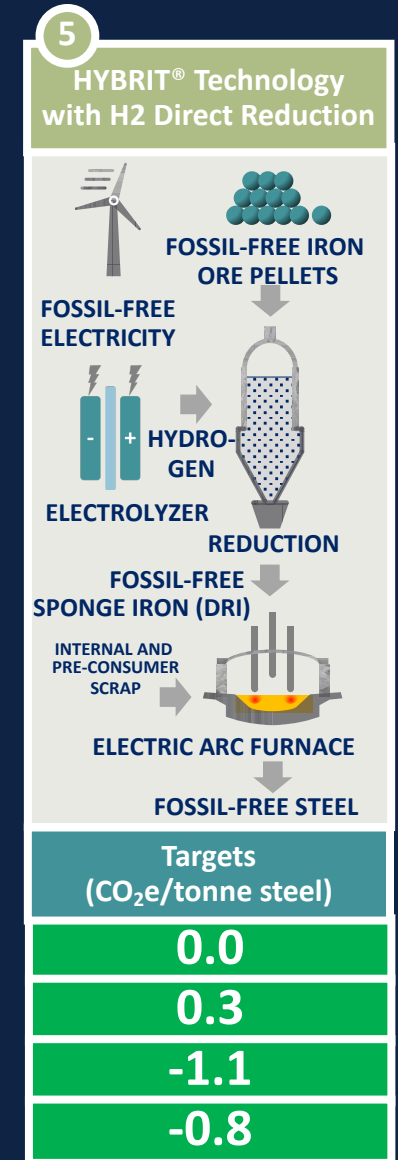 5
HYBRIT® Technology
with H2 Direct Reduction
FOSSIL-FREE IRON
ORE PELLETS
FOSSIL-FREE
ELECTRICITY
- +
HYDRO-
GEN
ELECTROLYZER
REDUCTION
FOSSIL-FREE
SPONGE IRON (DRI)
INTERNAL AND
PRE-CONSUMER
SCRAP
ELECTRIC ARC FURNACE
FOSSIL-FREE STEEL
Targets
(CO₂e/tonne steel)
0.0
0.3
-1.1
-0.8